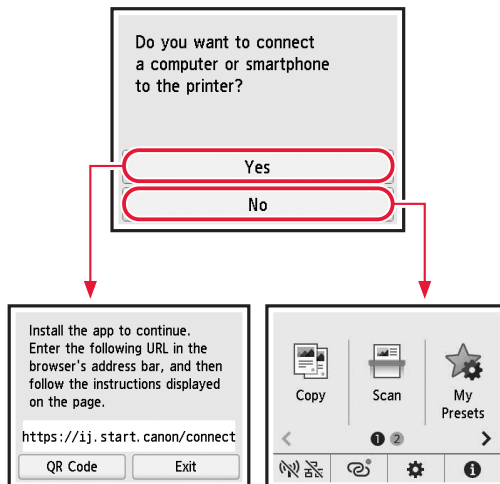 Do you want to connect
a computer or smartphone
to the printer?
Yes
No
Install the app to continue.
Enter the following URL in the
browser's address bar, and then
follow the instructions displayed
on the page.
https://ij.start.canon/connect
QR Code
Exit
Copy
Scan
My
Presets
1 2